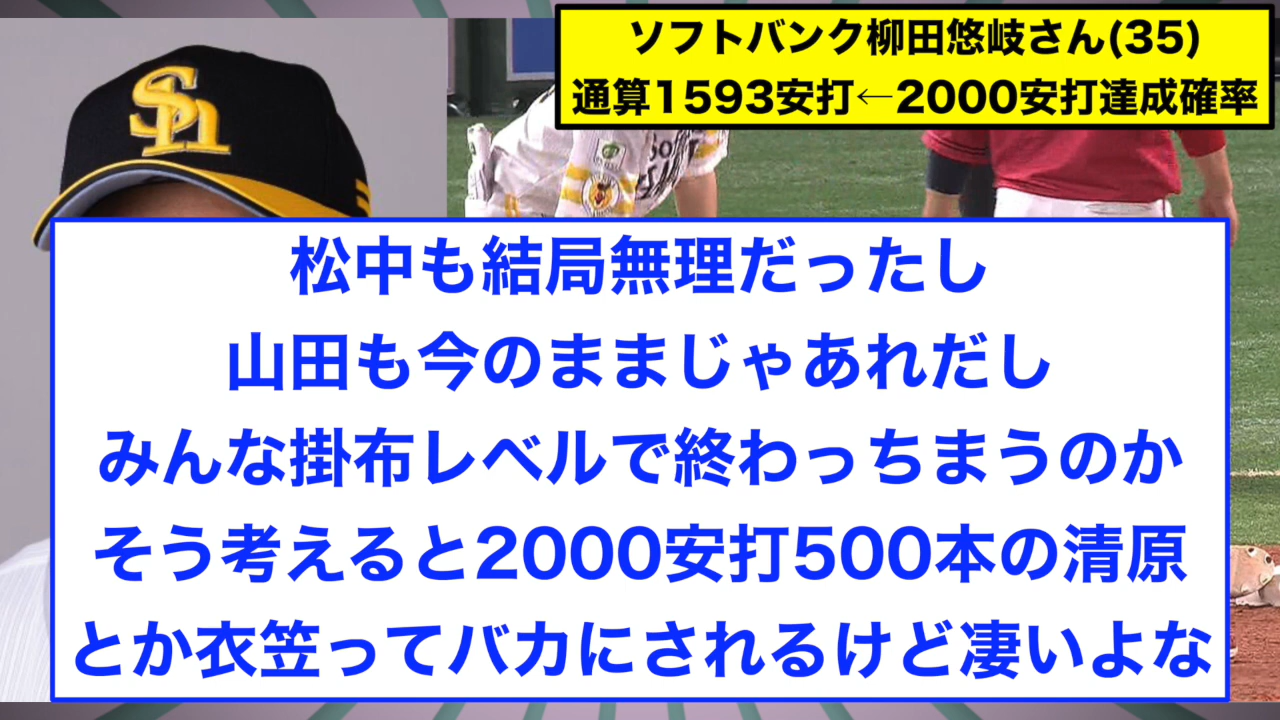 ソフトバンク柳田悠岐さん(35)
通算1593安打←2000安打達成確率
Sh
松中も結局無理だったし
山田も今のままじゃあれだし
みんな掛布レベルで終わっちまうのか
そう考えると2000安打500本の清原
とか衣笠ってバカにされるけど凄いよな